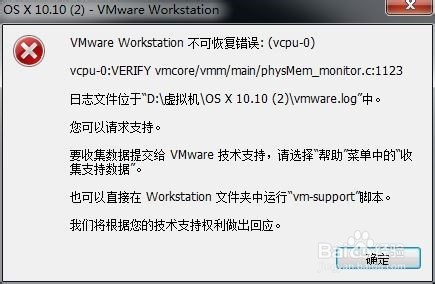 OS X 10.10 (2) - VMware Workstation
VMware Workstation 不可恢复错误: (vcpu-0)
vcpu-0:VERIFY vmcore/vmm/main/physMem_monitor.c:1123
日志文件位于“D:\虚拟机\OS X 10.10 (2)\vmware.log”中。
您可以请求支持。
要收集数据提交给 VMware 技术支持，请选择“帮助”菜单中的“收
集支持数据”。
也可以直接在 Workstation 文件夹中运行“vm-support”脚本。
我们将根据您的技术支持权利做出回应。
确定